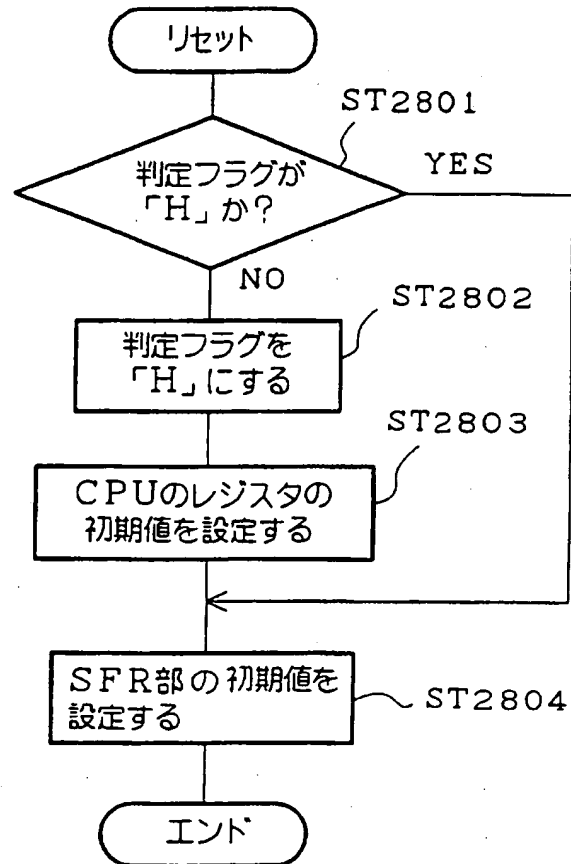 リセット
ST2801
判定フラグが
「H」か?
YES
NO
ST2802
判定フラグを
「H」にする
ST2803
CPUのレジスタの
初期値を設定する
SFR部の初期値を
設定する
ST2804
エンド